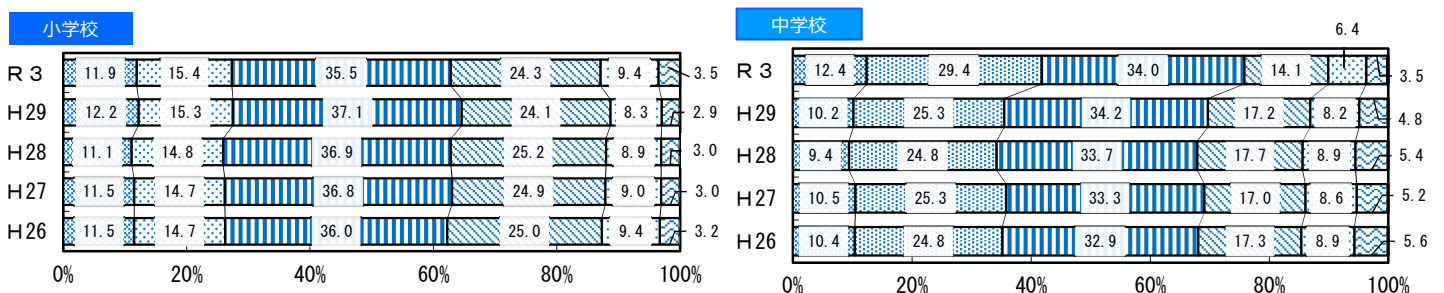 小学校
R3 11.9 15.4 35.5 24.3 9.4 3.5
H29 12.2 15.3 37.1 24.1 8.3 2.9
H28 11.1 14.8 36.9 25.2 8.9 3.0
H27 11.5 14.7 36.8 24.9 9.0 3.0
H26 11.5 14.7 36.0 25.0 9.4 3.2
0% 20% 40% 60% 80% 100%
中学校
6.4
R3 12.4 29.4 34.0 14.1 3.5
H29 10.2 25.3 34.2 17.2 8.2 4.8
H28 9.4 24.8 33.7 17.7 8.9 5.4
H27 10.5 25.3 33.3 17.0 8.6 5.2
H26 10.4 24.8 32.9 17.3 8.9 5.6
0% 20% 40% 60% 80% 100%